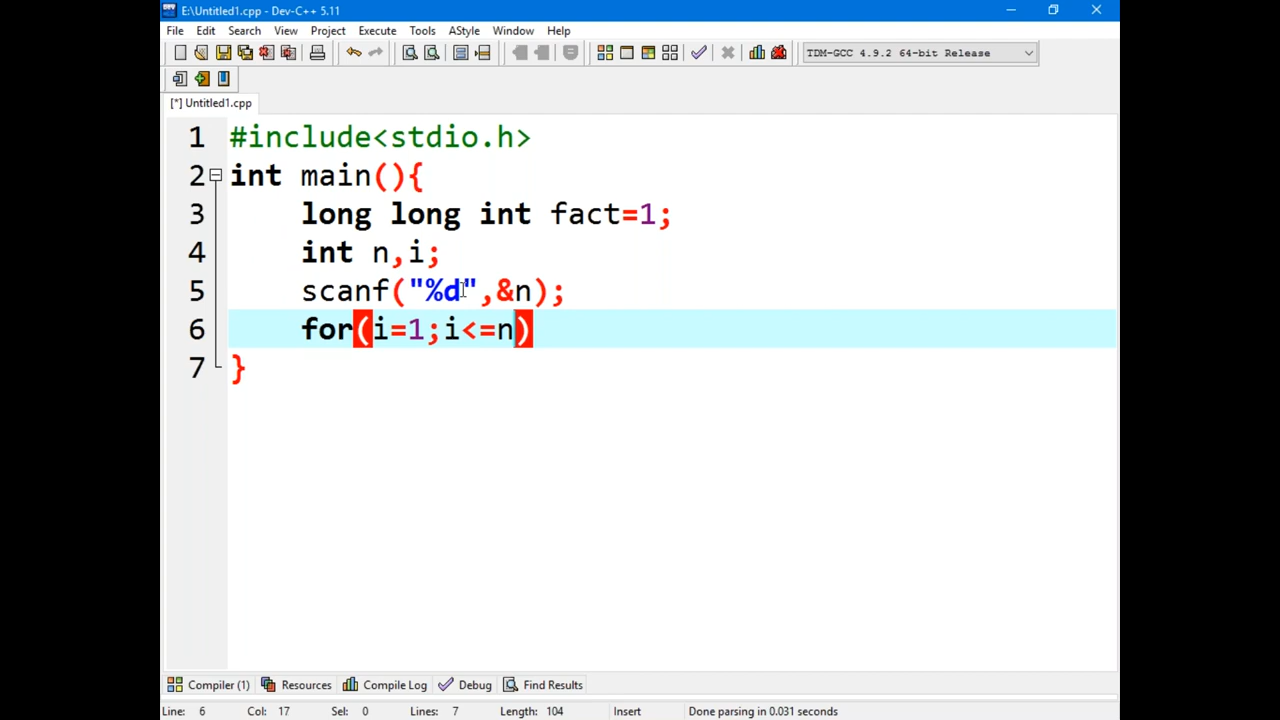 E:\Untitled1.cpp - Dev-C++ 5.11
File Edit Search View Project Execute Tools AStyle Window Help
TDM-GCC 4.9.2 64-bit Release
[*] Untitled1.cpp
1 #include<stdio.h>
2 int main(){
3 long long int fact=1;
4 int n,i;
5 scanf("%d",&n);
6 for(i=1;i<=n)
7 }
Compiler (1) Resources Compile Log Debug Find Results
Line: 6 Col: 17 Sel: 0 Lines: 7 Length: 104 Insert Done parsing in 0.031 seconds